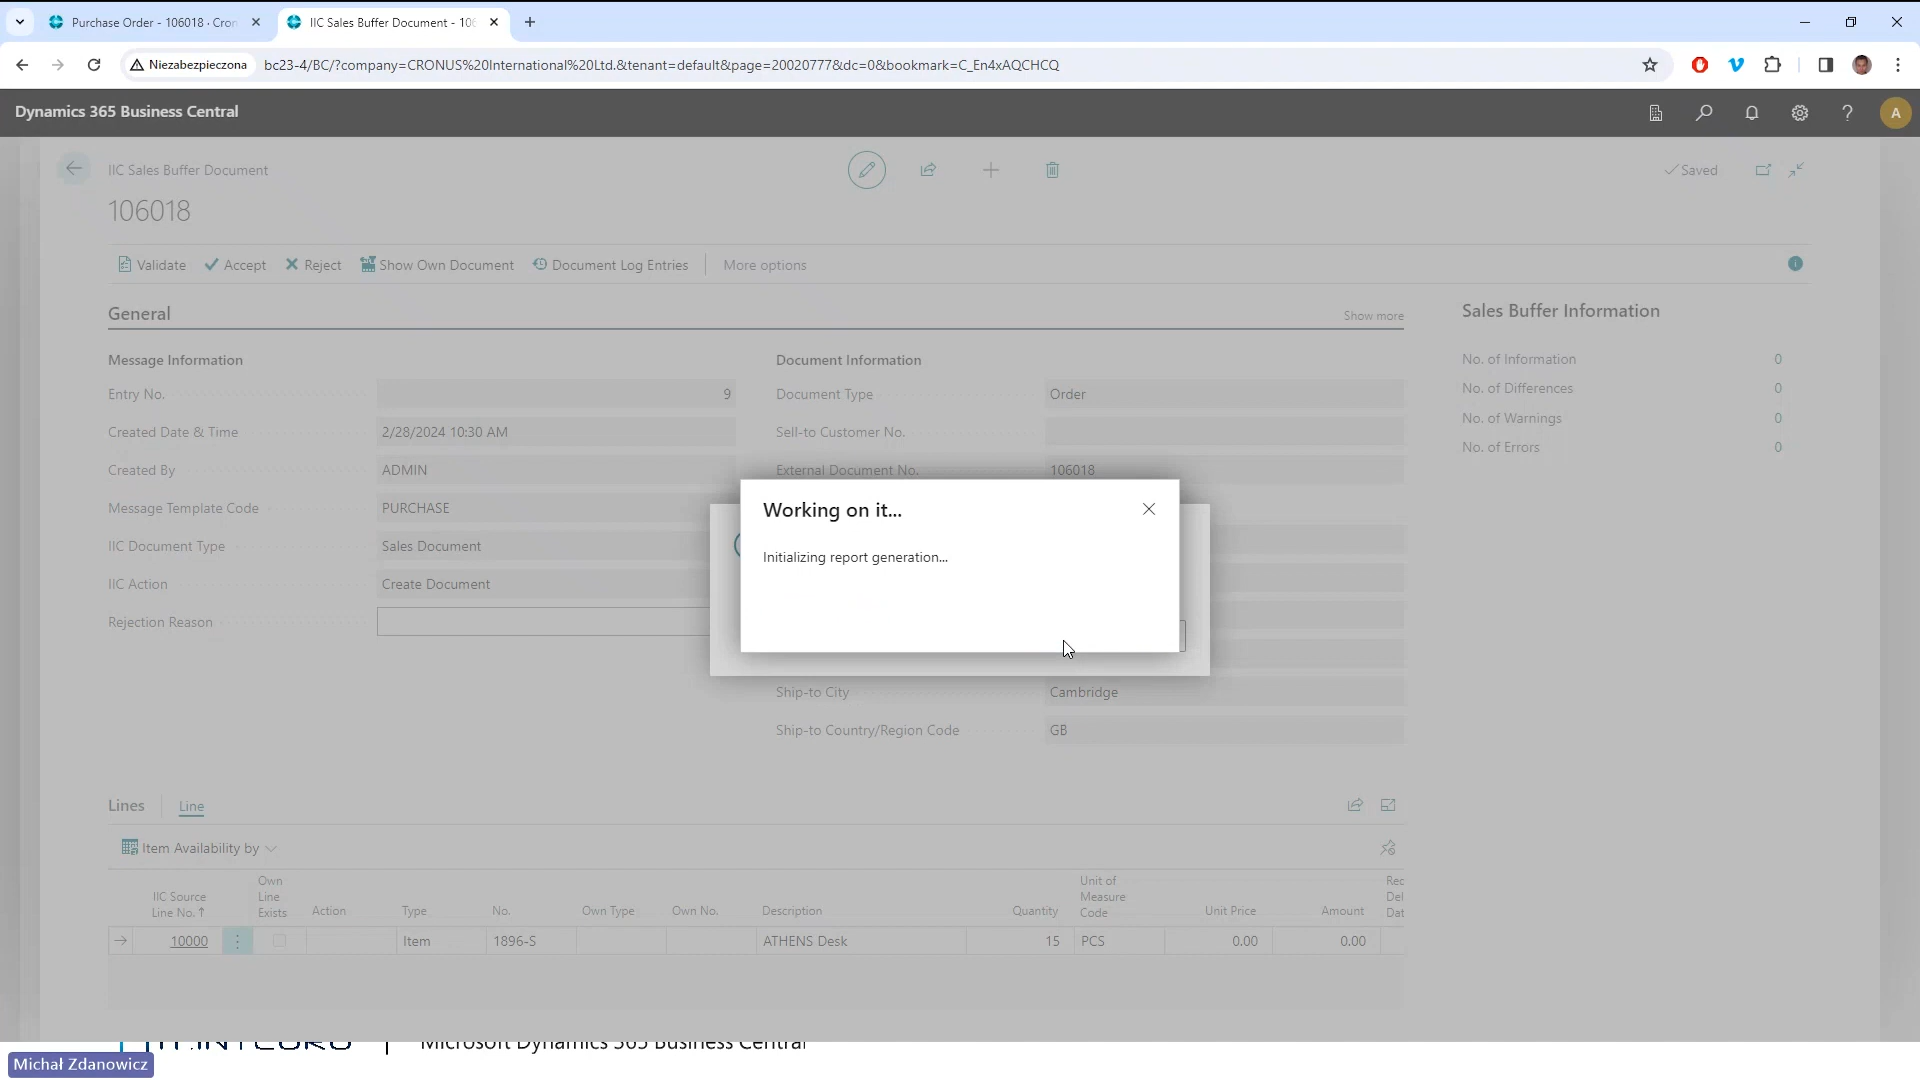 Purchase Order - 106018 · Cron
IIC Sales Buffer Document - 106
Niezabezpieczona
bc23-4/BC/?company=CRONUS%20International%20Ltd.&tenant=default&page=20020777&dc=0&bookmark=C_En4xAQCHCQ
Dynamics 365 Business Central
A
IIC Sales Buffer Document
Saved
106018
Validate
Accept
Reject
Show Own Document
Document Log Entries
More options
General
Show more
Sales Buffer Information
Message Information
Document Information
No. of Information 0
Entry No. 9
Document Type Order
No. of Differences 0
Created Date & Time 2/28/2024 10:30 AM
Sell-to Customer No.
No. of Warnings 0
Created By ADMIN
External Document No. 106018
No. of Errors 0
Message Template Code PURCHASE
IIC Document Type Sales Document
IIC Action Create Document
Rejection Reason
Working on it...
Initializing report generation...
Ship-to City Cambridge
Ship-to Country/Region Code GB
Lines
Line
Item Availability by
IIC Source Line No. ↑
Own Line Exists
Action
Type
No.
Own Type
Own No.
Description
Quantity
Unit of Measure Code
Unit Price
Amount
Rec
Del
Dat
10000 Item 1896-S ATHENS Desk 15 PCS 0.00 0.00
Microsoft Dynamics 365 Business Central
Michał Zdanowicz